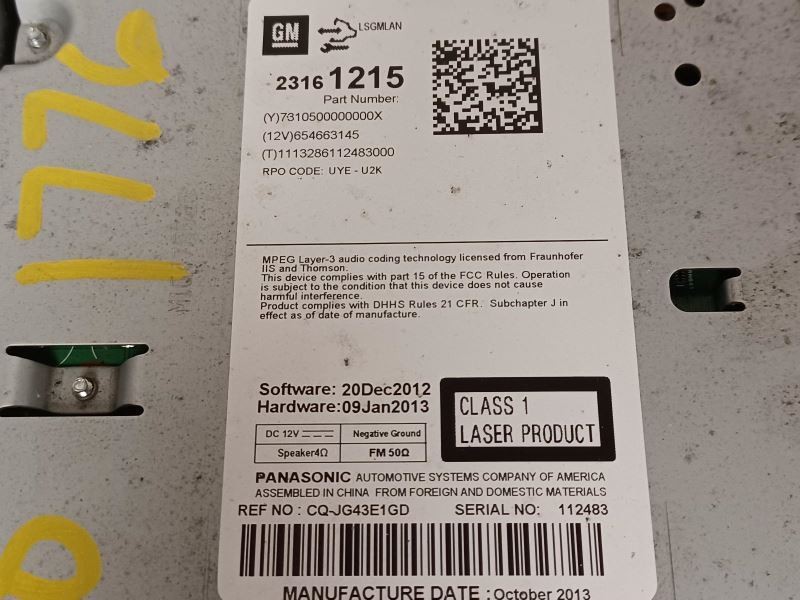 GM
LSGMLAN
23161215
Part Number:
(Y)7310500000000X
(12V)654663145
(T)1113286112483000
RPO CODE: UYE - U2K
MPEG Layer-3 audio coding technology licensed from Fraunhofer
IIS and Thomson.
This device complies with part 15 of the FCC Rules. Operation
is subject to the condition that this device does not cause
harmful interference.
Product complies with DHHS Rules 21 CFR. Subchapter J in
effect as of date of manufacture.
Software: 20Dec2012
Hardware:09Jan2013
CLASS 1
LASER PRODUCT
DC 12V Negative Ground
Speaker4Ω FM 50Ω
PANASONIC AUTOMOTIVE SYSTEMS COMPANY OF AMERICA
ASSEMBLED IN CHINA FROM FOREIGN AND DOMESTIC MATERIALS
REF NO : CQ-JG43E1GD SERIAL NO: 112483
MANUFACTURE DATE : October 2013
1776